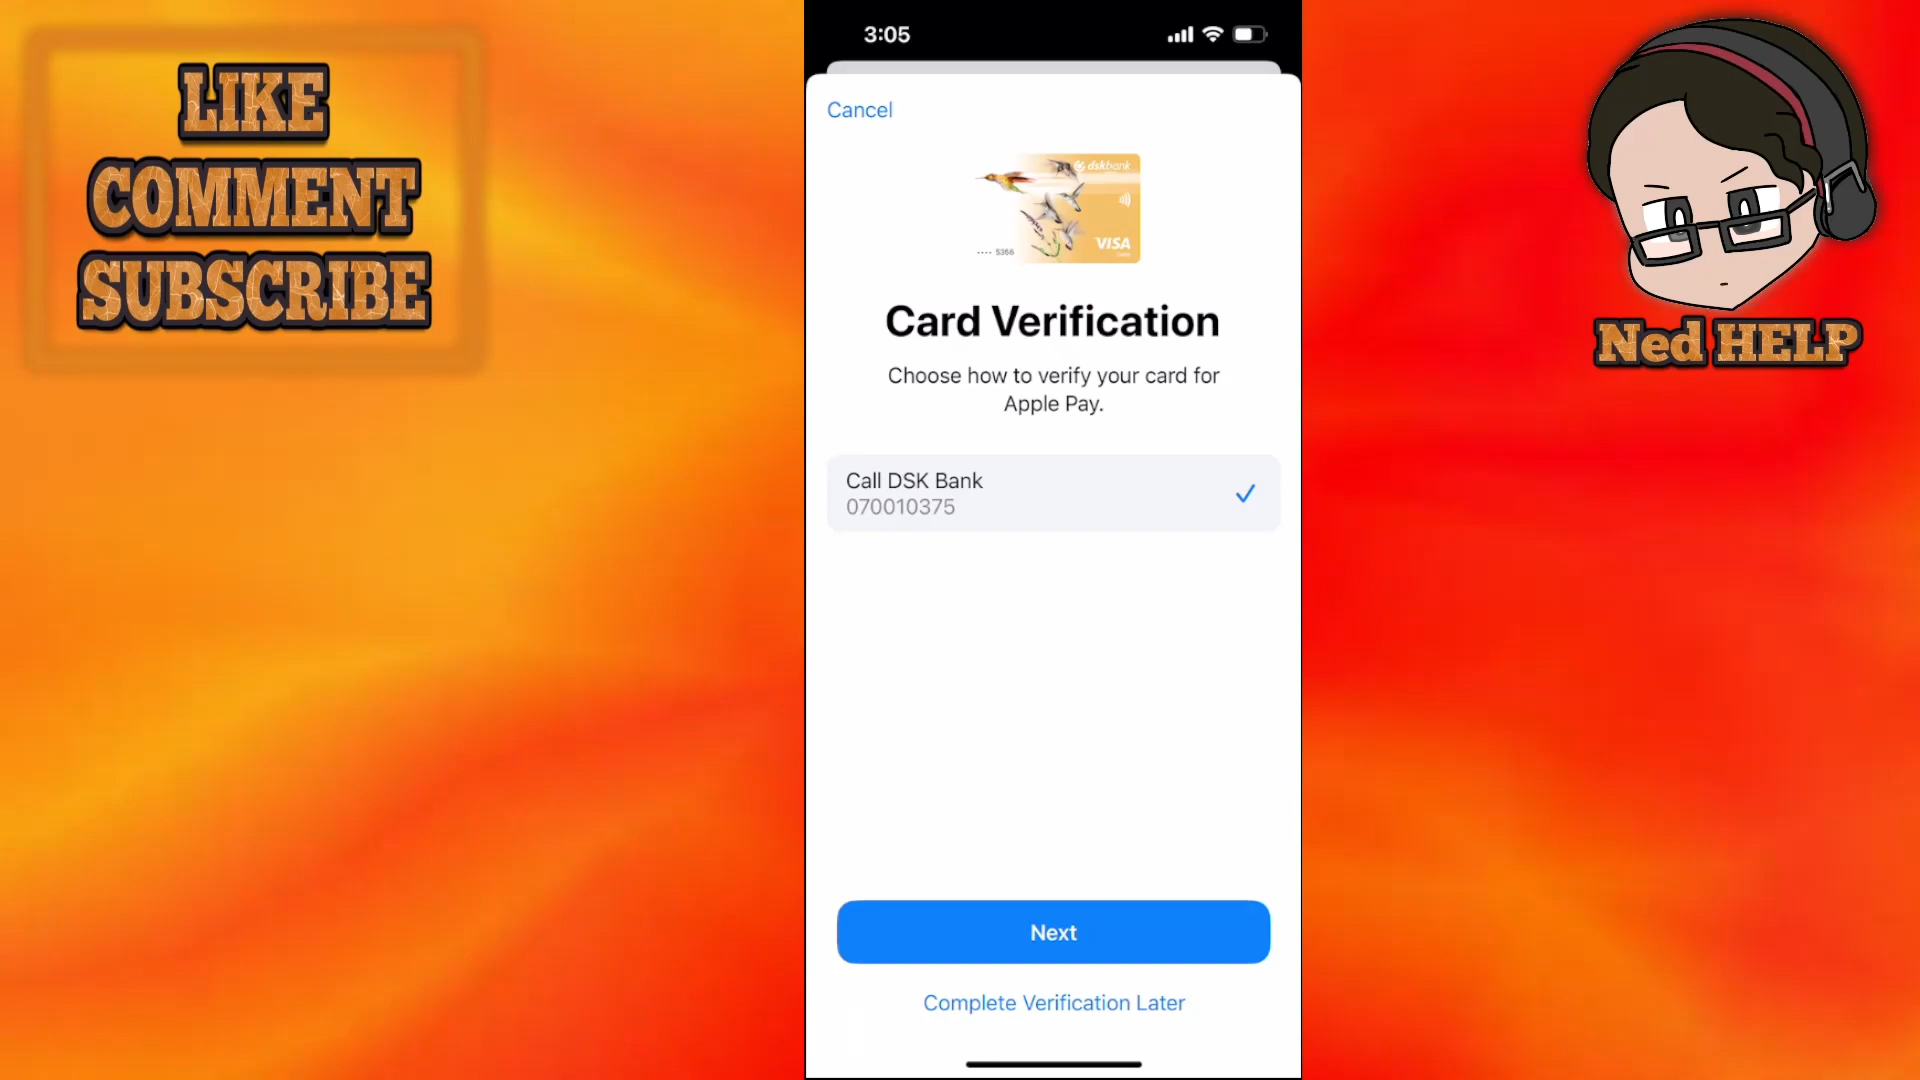 LIKE
COMMENT
SUBSCRIBE
3:05
Cancel
dskbank
VISA
···· 5366
Card Verification
Choose how to verify your card for
Apple Pay.
Call DSK Bank
070010375
Next
Complete Verification Later
Ned HELP